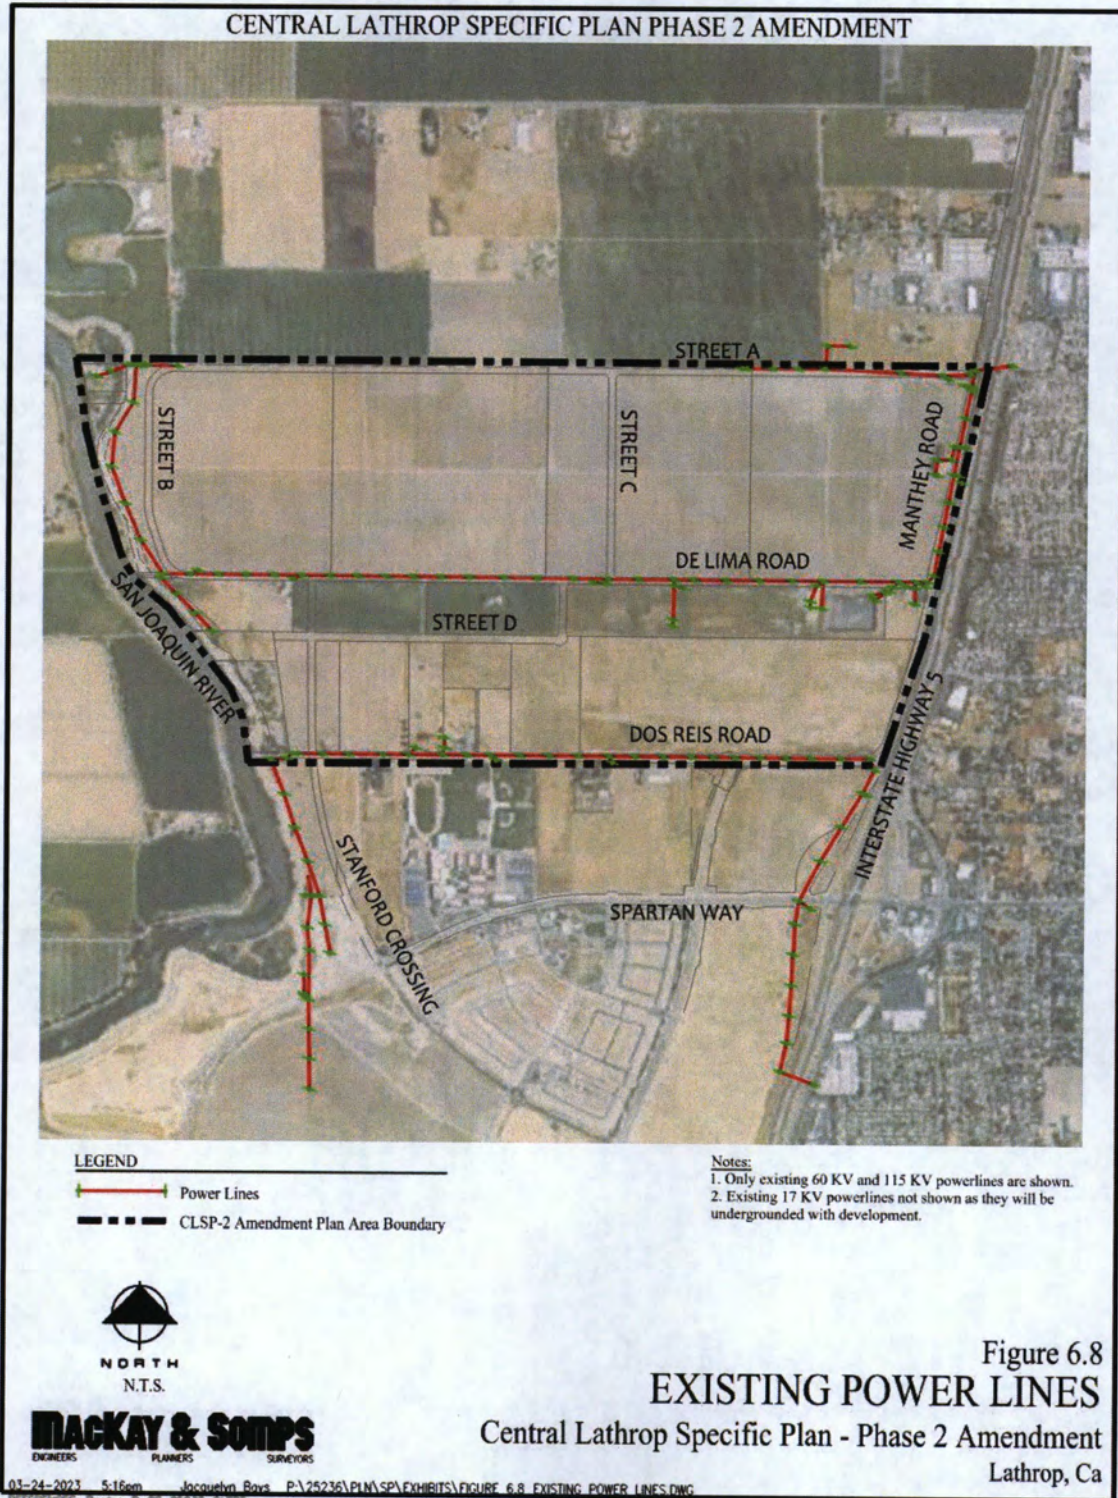 CENTRAL LATHROP SPECIFIC PLAN PHASE 2 AMENDMENT
STREET A
STREET B
STREET C
MANTHEY ROAD
DE LIMA ROAD
SAN JOAQUIN RIVER
STREET D
DOS REIS ROAD
INTERSTATE HIGHWAY 5
STANFORD CROSSING
SPARTAN WAY
LEGEND
Power Lines
CLSP-2 Amendment Plan Area Boundary
Notes:
1. Only existing 60 KV and 115 KV powerlines are shown.
2. Existing 17 KV powerlines not shown as they will be
undergrounded with development.
NORTH
N.T.S.
MACKAY & SOMPS
ENGINEERS PLANNERS SURVEYORS
Figure 6.8
EXISTING POWER LINES
Central Lathrop Specific Plan - Phase 2 Amendment
Lathrop, Ca
03-24-2023 5:16pm Jacquelyn Bays P:\25236\PLN\SP\EXHIBITS\FIGURE 6.8 EXISTING POWER LINES.DWG